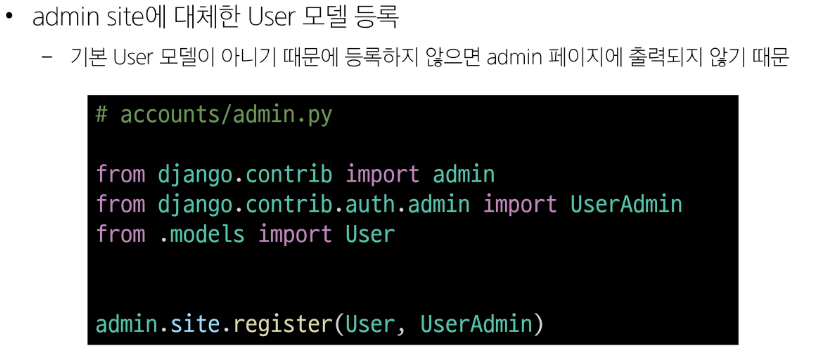 • admin site에 대체한 User 모델 등록
– 기본 User 모델이 아니기 때문에 등록하지 않으면 admin 페이지에 출력되지 않기 때문
# accounts/admin.py
from django.contrib import admin
from django.contrib.auth.admin import UserAdmin
from .models import User
admin.site.register(User, UserAdmin)